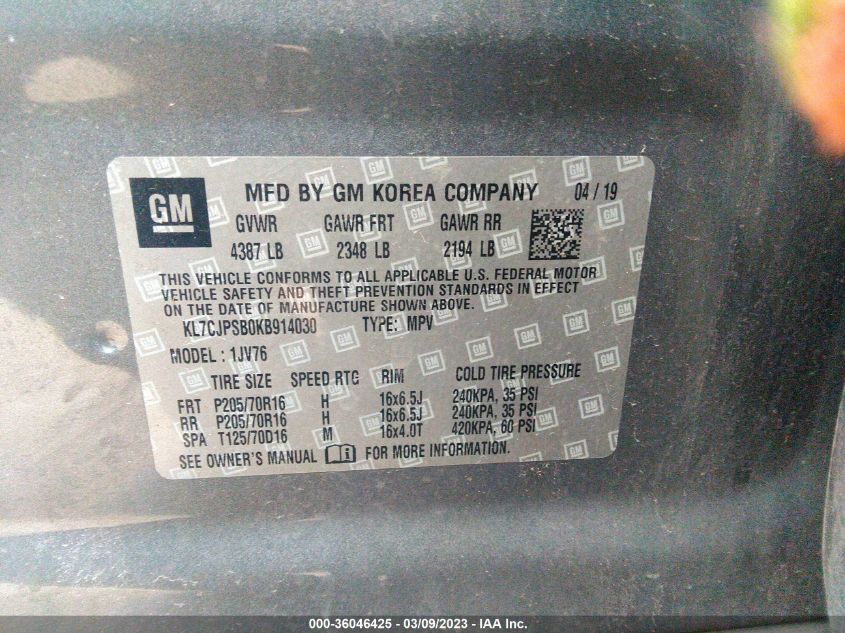 GM
MFD BY GM KOREA COMPANY 04 / 19
GVWR GAWR FRT GAWR RR
4387 LB 2348 LB 2194 LB
THIS VEHICLE CONFORMS TO ALL APPLICABLE U.S. FEDERAL MOTOR
VEHICLE SAFETY AND THEFT PREVENTION STANDARDS IN EFFECT
ON THE DATE OF MANUFACTURE SHOWN ABOVE.
KL7CJPSB0KB914030 TYPE: MPV
MODEL : 1JV76
TIRE SIZE SPEED RTG RIM COLD TIRE PRESSURE
FRT P205/70R16 H 16x6.5J 240KPA, 35 PSI
RR P205/70R16 H 16x6.5J 240KPA, 35 PSI
SPA T125/70D16 M 16x4.0T 420KPA, 60 PSI
SEE OWNER'S MANUAL FOR MORE INFORMATION.
000-36046425 - 03/09/2023 - IAA Inc.